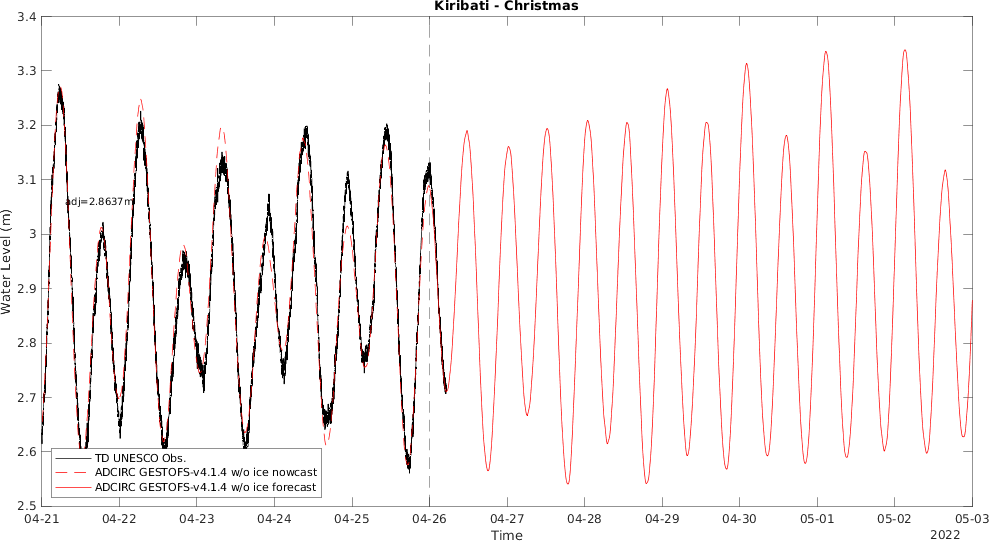 Kiribati - Christmas
3.4
3.3
3.2
3.1
3
2.9
2.8
2.7
2.6
2.5
Water Level (m)
adj=2.8637m
TD UNESCO Obs.
ADCIRC GESTOFS-v4.1.4 w/o ice nowcast
ADCIRC GESTOFS-v4.1.4 w/o ice forecast
04-21 04-22 04-23 04-24 04-25 04-26 04-27 04-28 04-29 04-30 05-01 05-02 05-03
Time
2022